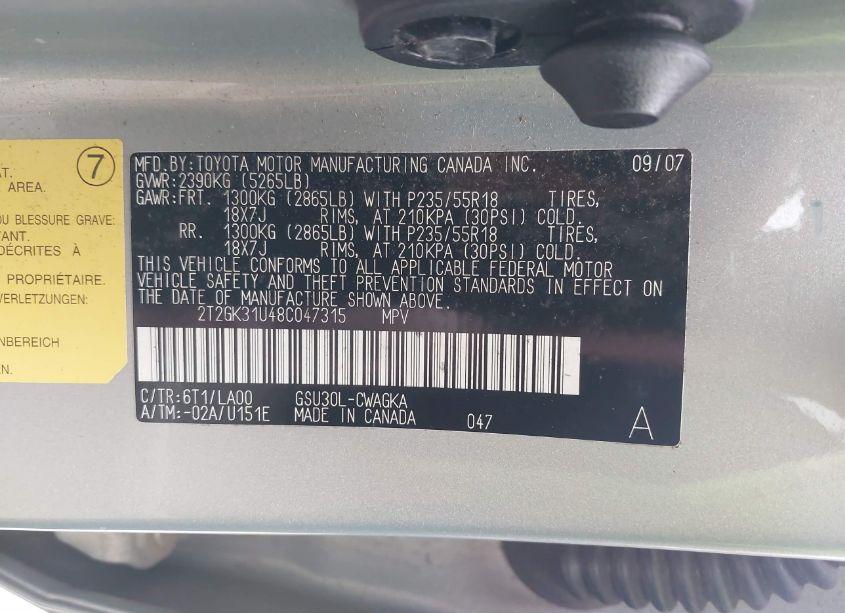 7
AT.
AREA.
OU BLESSURE GRAVE:
VANT.
DÉCRITES À
PROPRIÉTAIRE.
VERLETZUNGEN:
NENBEREICH
EN.
MFD.BY:TOYOTA MOTOR MANUFACTURING CANADA INC. 09/07
GVWR:2390KG (5265LB)
GAWR:FRT. 1300KG (2865LB) WITH P235/55R18 TIRES,
18X7J RIMS, AT 210KPA (30PSI) COLD.
RR. 1300KG (2865LB) WITH P235/55R18 TIRES,
18X7J RIMS, AT 210KPA (30PSI) COLD.
THIS VEHICLE CONFORMS TO ALL APPLICABLE FEDERAL MOTOR
VEHICLE SAFETY AND THEFT PREVENTION STANDARDS IN EFFECT ON
THE DATE OF MANUFACTURE SHOWN ABOVE.
2T2GK31U48C047315 MPV
C/TR:6T1/LA00 GSU30L-CWAGKA
A/TM:-02A/U151E MADE IN CANADA 047 A